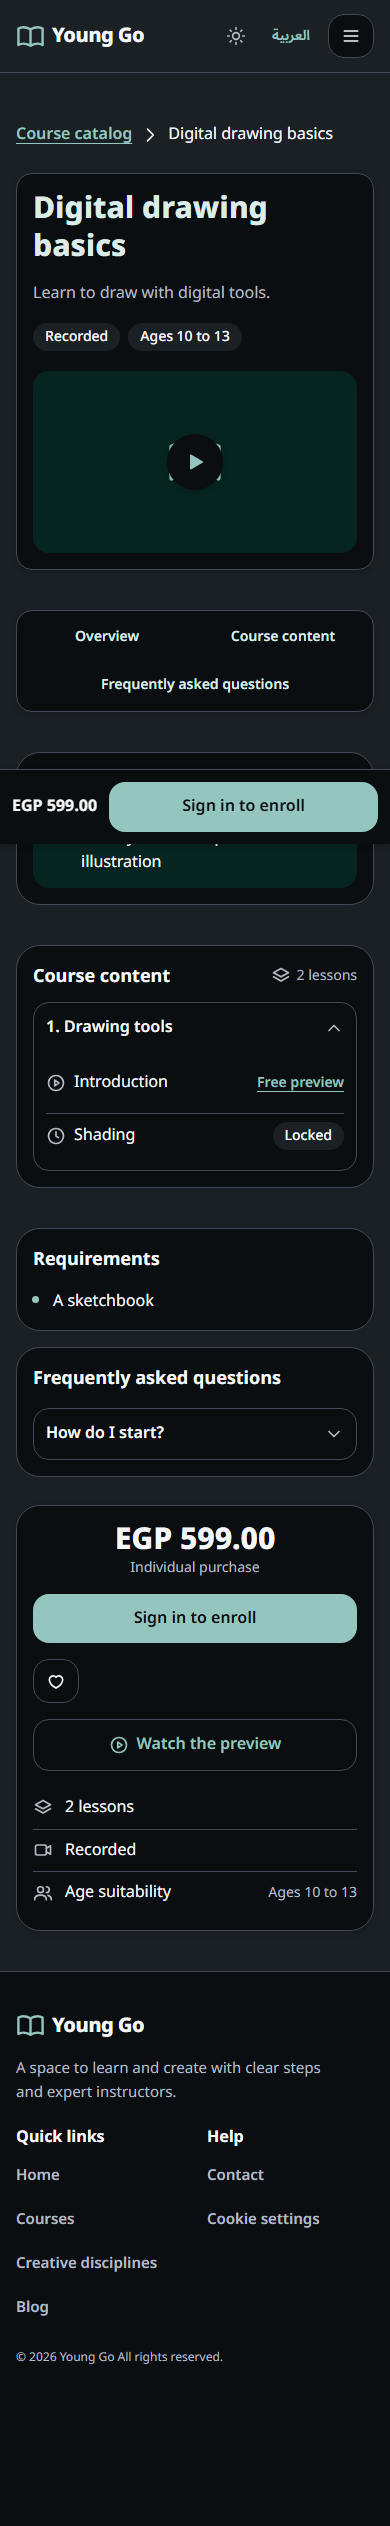 Young Go
العربية
Course catalog > Digital drawing basics
Digital drawing
basics
Learn to draw with digital tools.
Recorded
Ages 10 to 13
Overview
Course content
Frequently asked questions
EGP 599.00
Sign in to enroll
illustration
Course content
2 lessons
1. Drawing tools
Introduction
Free preview
Shading
Locked
Requirements
A sketchbook
Frequently asked questions
How do I start?
EGP 599.00
Individual purchase
Sign in to enroll
Watch the preview
2 lessons
Recorded
Age suitability
Ages 10 to 13
Young Go
A space to learn and create with clear steps
and expert instructors.
Quick links
Help
Home
Contact
Courses
Cookie settings
Creative disciplines
Blog
© 2026 Young Go All rights reserved.